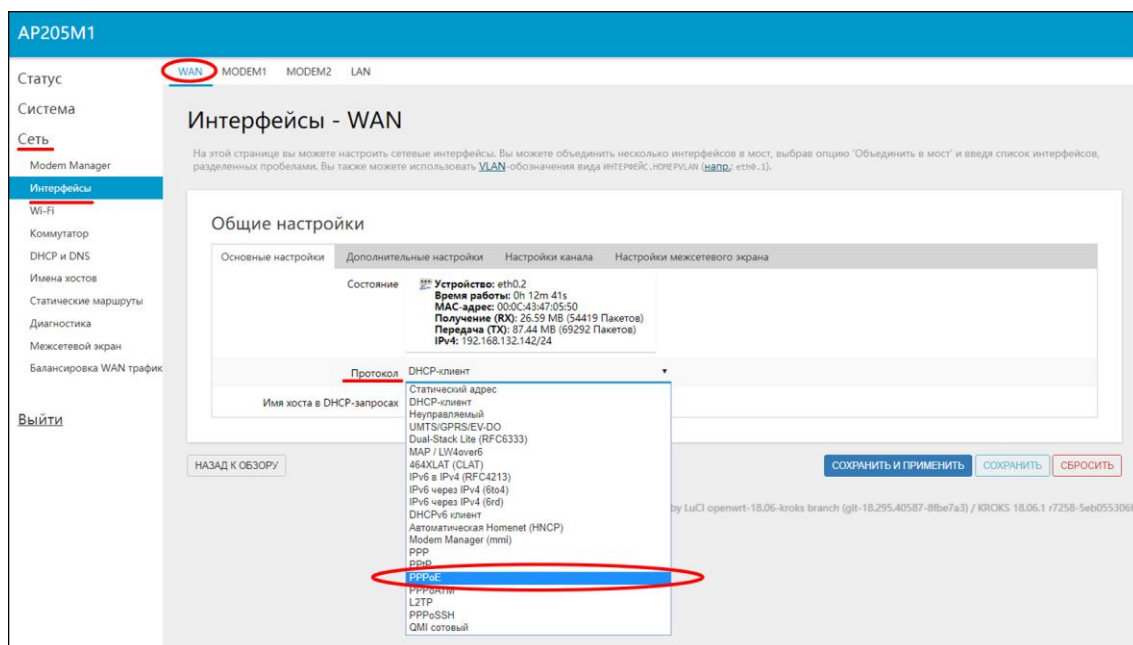 AP205M1
Статус
Система
Сеть
Modem Manager
Интерфейсы
Wi-Fi
Коммутатор
DHCP и DNS
Имена хостов
Статические маршруты
Диагностика
Межсетевой экран
Балансировка WAN трафик
Выйти
WAN MODEM1 MODEM2 LAN
Интерфейсы - WAN
На этой странице вы можете настроить сетевые интерфейсы. Вы можете объединить несколько интерфейсов в мост, выбрав опцию 'Объединить в мост' и введя список интерфейсов,
разделенных пробелами. Вы также можете использовать VLAN-обозначения вида ИНТЕРФЕЙС.НОМЕРVLAN (напр.: eth0.1).
Общие настройки
Основные настройки Дополнительные настройки Настройки канала Настройки межсетевого экрана
Состояние
Устройство: eth0.2
Время работы: 0h 12m 41s
MAC-адрес: 00:0C:43:47:05:50
Получение (RX): 26.59 MB (54419 Пакетов)
Передача (TX): 87.44 MB (69292 Пакетов)
IPv4: 192.168.132.142/24
Протокол DHCP-клиент
Имя хоста в DHCP-запросах
Статический адрес
DHCP-клиент
Неуправляемый
UMTS/GPRS/EV-DO
Dual-Stack Lite (RFC6333)
MAP / LW4over6
464XLAT (CLAT)
IPv6 в IPv4 (RFC4213)
IPv6 через IPv4 (6to4)
IPv6 через IPv4 (6rd)
DHCPv6 клиент
Автоматическая Homenet (HNCP)
Modem Manager (mmi)
PPP
PPtP
PPPoE
PPPoATM
L2TP
PPPoSSH
QMI сотовый
НАЗАД К ОБЗОРУ
СОХРАНИТЬ И ПРИМЕНИТЬ СОХРАНИТЬ СБРОСИТЬ
by LuCI openwrt-18.06-kroks branch (git-18.295.40587-8fbe7a3) / KROKS 18.06.1 r7258-5eb055306